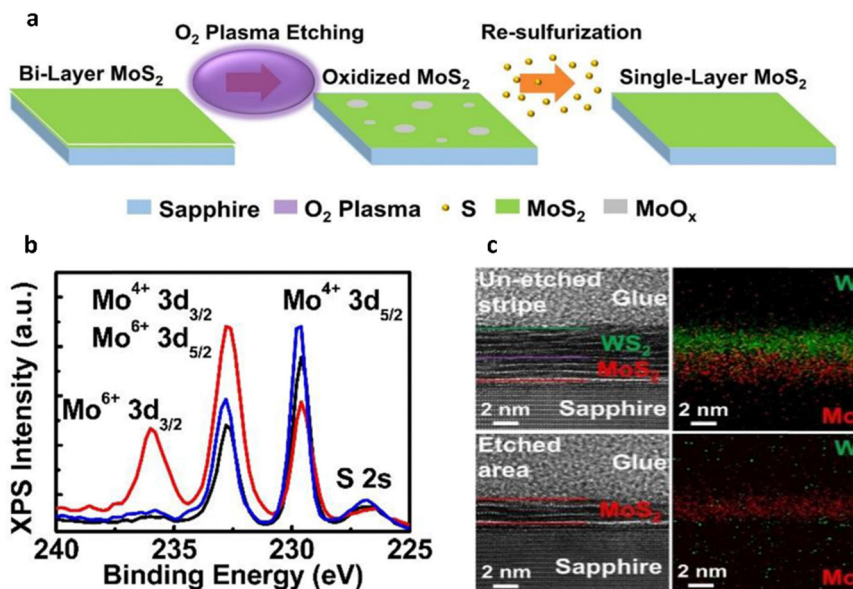 a
O₂ Plasma Etching
Re-sulfurization
Bi-Layer MoS₂
Oxidized MoS₂
Single-Layer MoS₂
Sapphire
O₂ Plasma
S
MoS₂
MoOₓ
b
XPS Intensity (a.u.)
Mo⁴⁺ 3d₃/₂
Mo⁴⁺ 3d₅/₂
Mo⁶⁺ 3d₅/₂
Mo⁶⁺ 3d₃/₂
S 2s
240
235
230
225
Binding Energy (eV)
c
Un-etched
stripe
Glue
WS₂
MoS₂
2 nm
Sapphire
W
2 nm
Mo
Etched
area
Glue
MoS₂
2 nm
Sapphire
W
2 nm
Mo